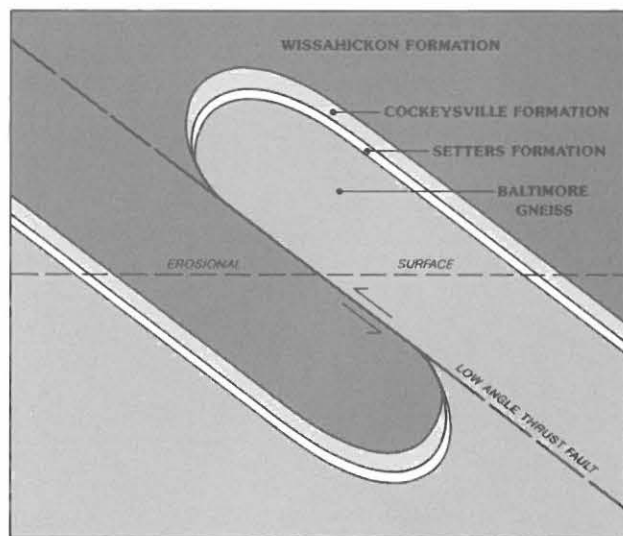 WISSAHICKON FORMATION
COCKEYSVILLE FORMATION
SETTERS FORMATION
BALTIMORE
GNEISS
EROSIONAL SURFACE
LOW ANGLE THRUST FAULT